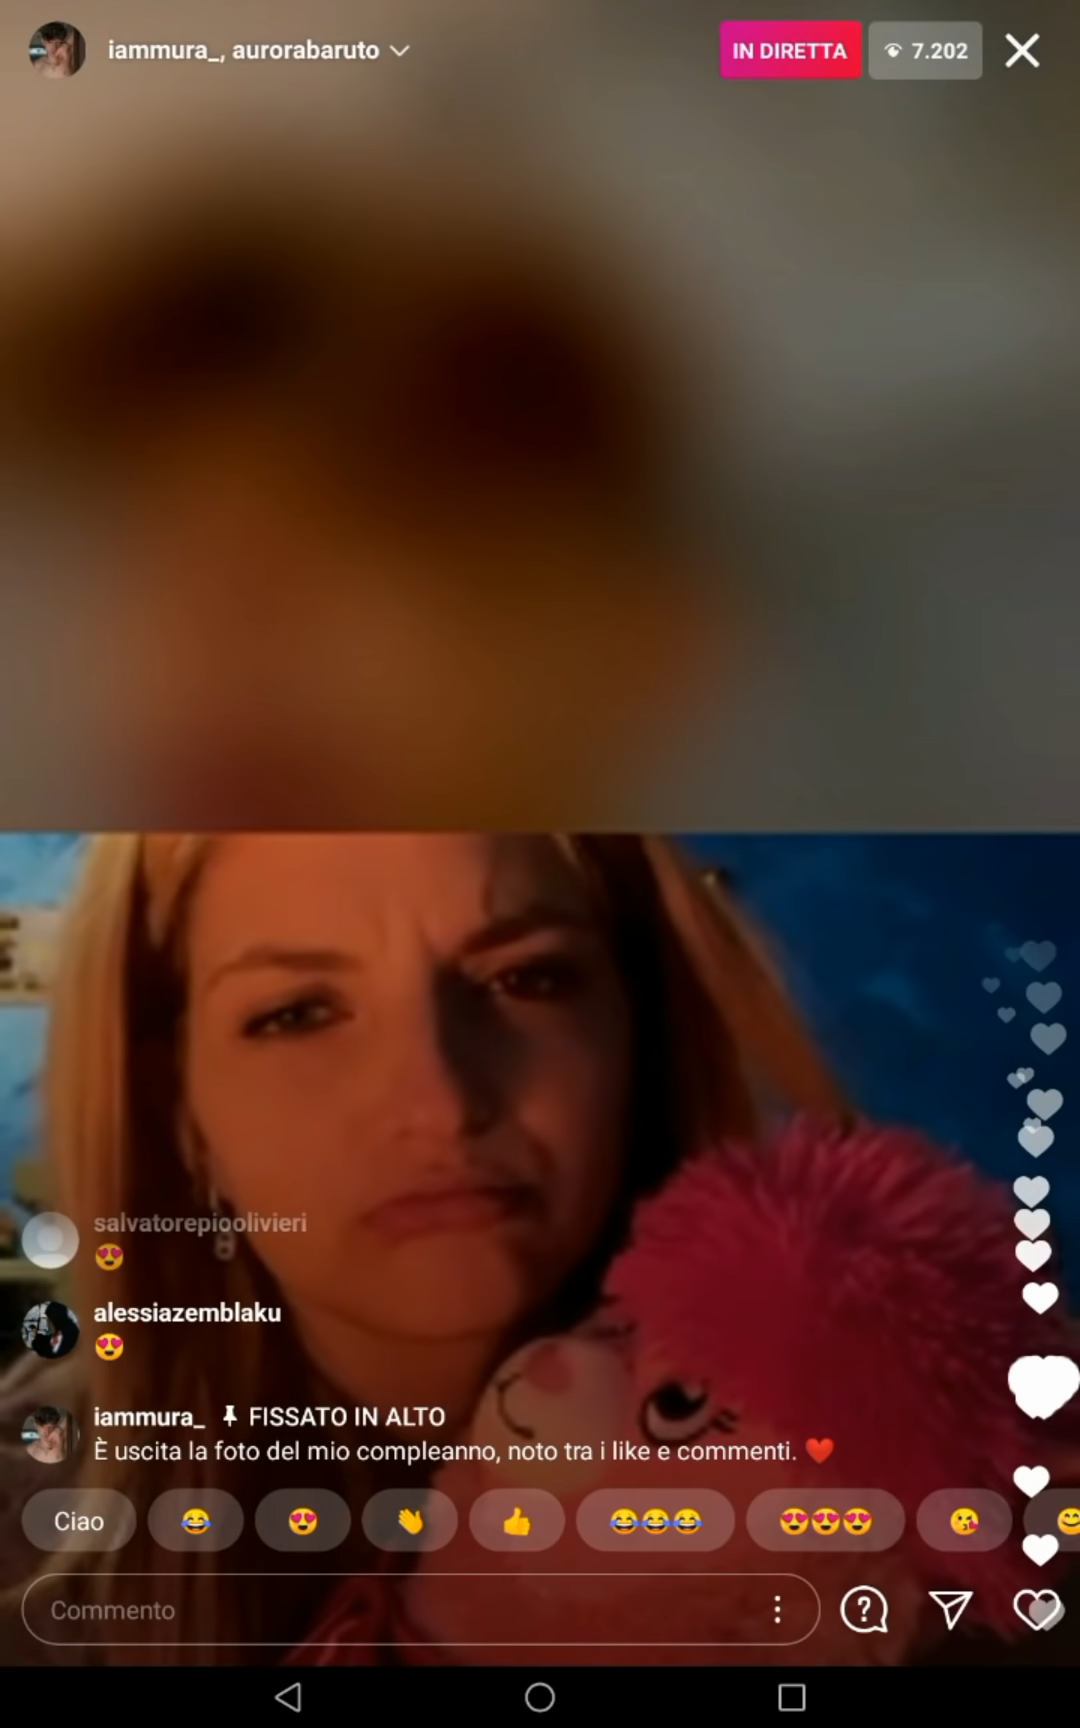 iammura_, aurorabaruto
IN DIRETTA
7.202
salvatorepioolivieri
😍
alessiazemblaku
😍
iammura_ 📌 FISSATO IN ALTO
È uscita la foto del mio compleanno, noto tra i like e commenti. ❤️
Ciao 😂 😍 👋 👍 😂😂😂 😍😍😍 😘 😊
Commento